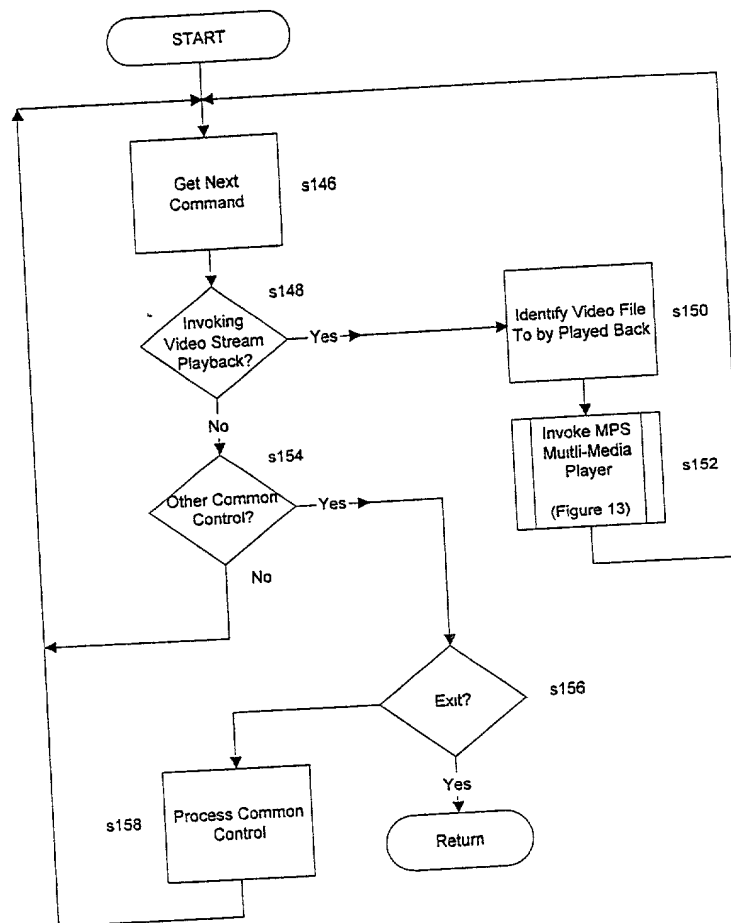 START
Get Next
Command
s146
s148
Invoking
Video Stream
Playback?
Yes
Identify Video File
To by Played Back
s150
No
s154
Invoke MPS
Muitli-Media
Player
(Figure 13)
s152
Other Common
Control?
Yes
No
Exit?
s156
Yes
s158
Process Common
Control
Return